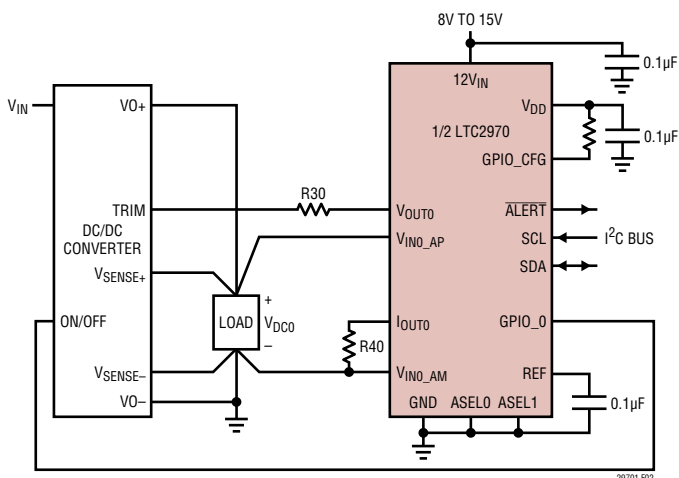 8V TO 15V
0.1µF
12VIN
VIN
VO+
VDD
1/2 LTC2970
0.1µF
GPIO_CFG
R30
TRIM
VOUT0
ALERT
DC/DC
CONVERTER
VIN0_AP
SCL
I2C BUS
VSENSE+
SDA
+
ON/OFF
LOAD
VDC0
IOUT0
GPIO_0
–
R40
VSENSE–
VIN0_AM
REF
VO–
GND
ASEL0
ASEL1
0.1µF
29701 F02